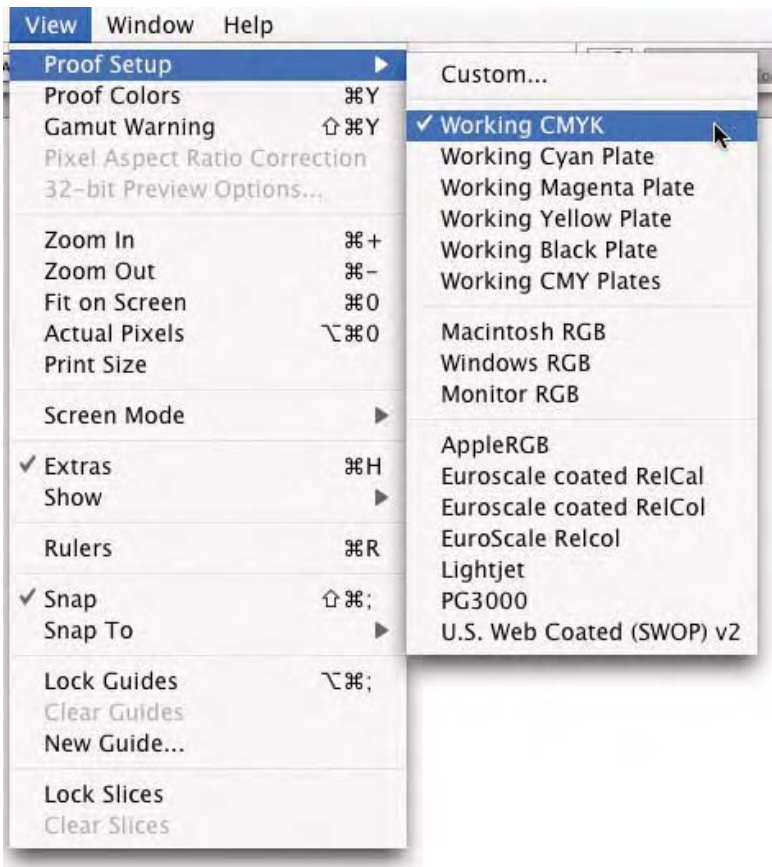 View Window Help
Proof Setup ▶
Proof Colors ⌘Y
Gamut Warning ⇧⌘Y
Pixel Aspect Ratio Correction
32-bit Preview Options...
Zoom In ⌘+
Zoom Out ⌘-
Fit on Screen ⌘0
Actual Pixels ⌥⌘0
Print Size
Screen Mode ▶
✓ Extras ⌘H
Show ▶
Rulers ⌘R
✓ Snap ⇧⌘;
Snap To ▶
Lock Guides ⌥⌘;
Clear Guides
New Guide...
Lock Slices
Clear Slices
Custom...
✓ Working CMYK
Working Cyan Plate
Working Magenta Plate
Working Yellow Plate
Working Black Plate
Working CMY Plates
Macintosh RGB
Windows RGB
Monitor RGB
AppleRGB
Euroscale coated RelCal
Euroscale coated RelCol
EuroScale Relcol
Lightjet
PG3000
U.S. Web Coated (SWOP) v2